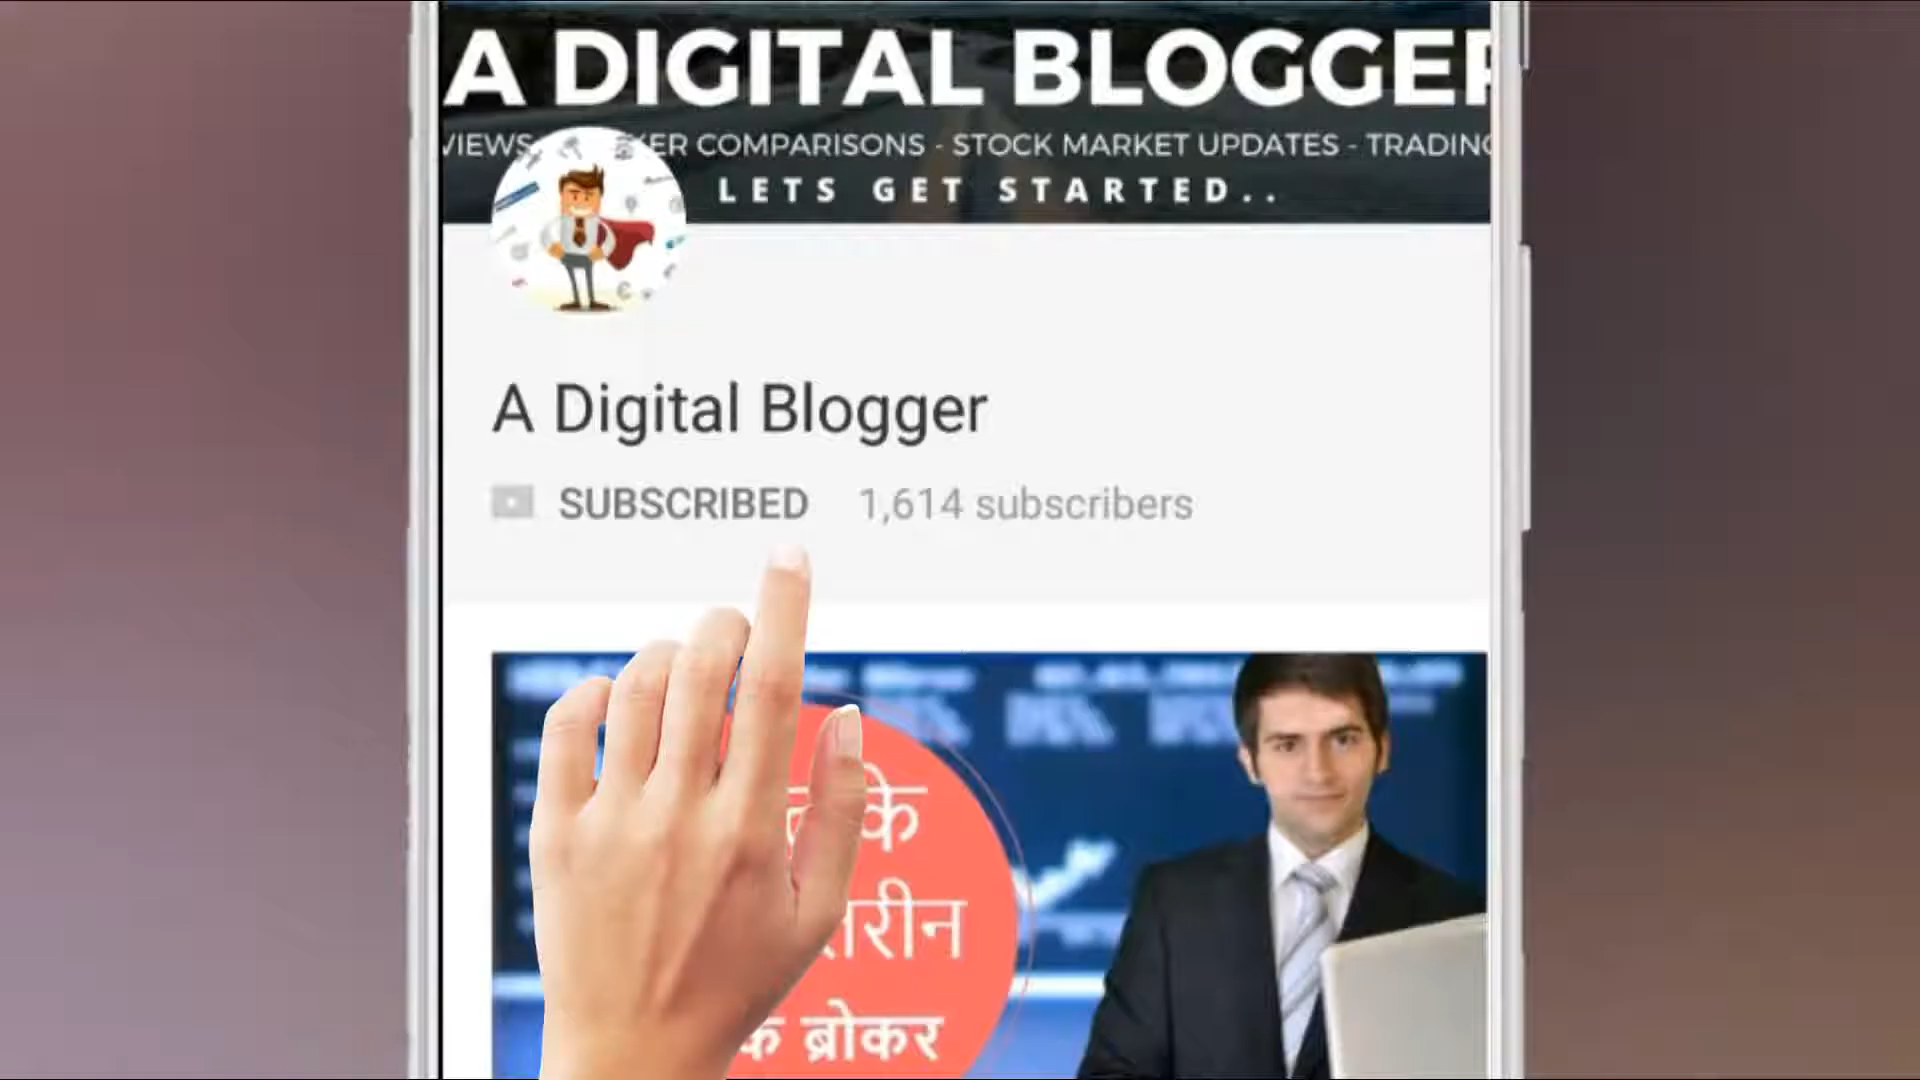 A DIGITAL BLOGGER
COMPARISONS - STOCK MARKET UPDATES - TRADING
LETS GET STARTED..
A Digital Blogger
SUBSCRIBED 1,614 subscribers
के
ब्रोकर